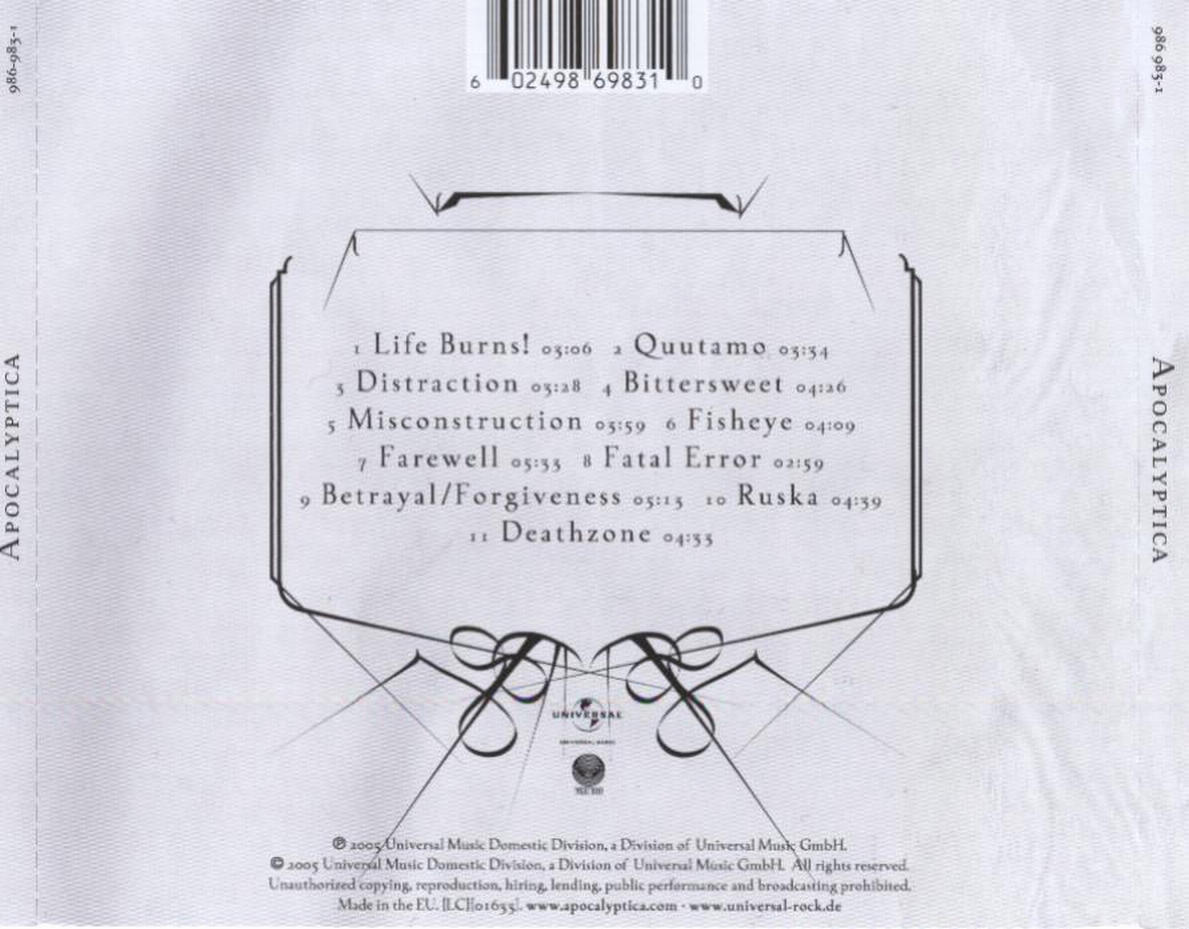 986-983-1
986 983-1
6 02498 69831 0
APOCALYPTICA
APOCALYPTICA
1 Life Burns! 03:06 2 Quutamo 03:34
3 Distraction 03:28 4 Bittersweet 04:26
5 Misconstruction 03:59 6 Fisheye 04:09
7 Farewell 05:33 8 Fatal Error 02:59
9 Betrayal/Forgiveness 05:13 10 Ruska 04:39
11 Deathzone 04:33
UNIVERSAL
UNIVERSAL MUSIC
℗ 2005 Universal Music Domestic Division, a Division of Universal Music GmbH.
© 2005 Universal Music Domestic Division, a Division of Universal Music GmbH. All rights reserved.
Unauthorized copying, reproduction, hiring, lending, public performance and broadcasting prohibited.
Made in the EU. [LC][01633]. www.apocalyptica.com · www.universal-rock.de